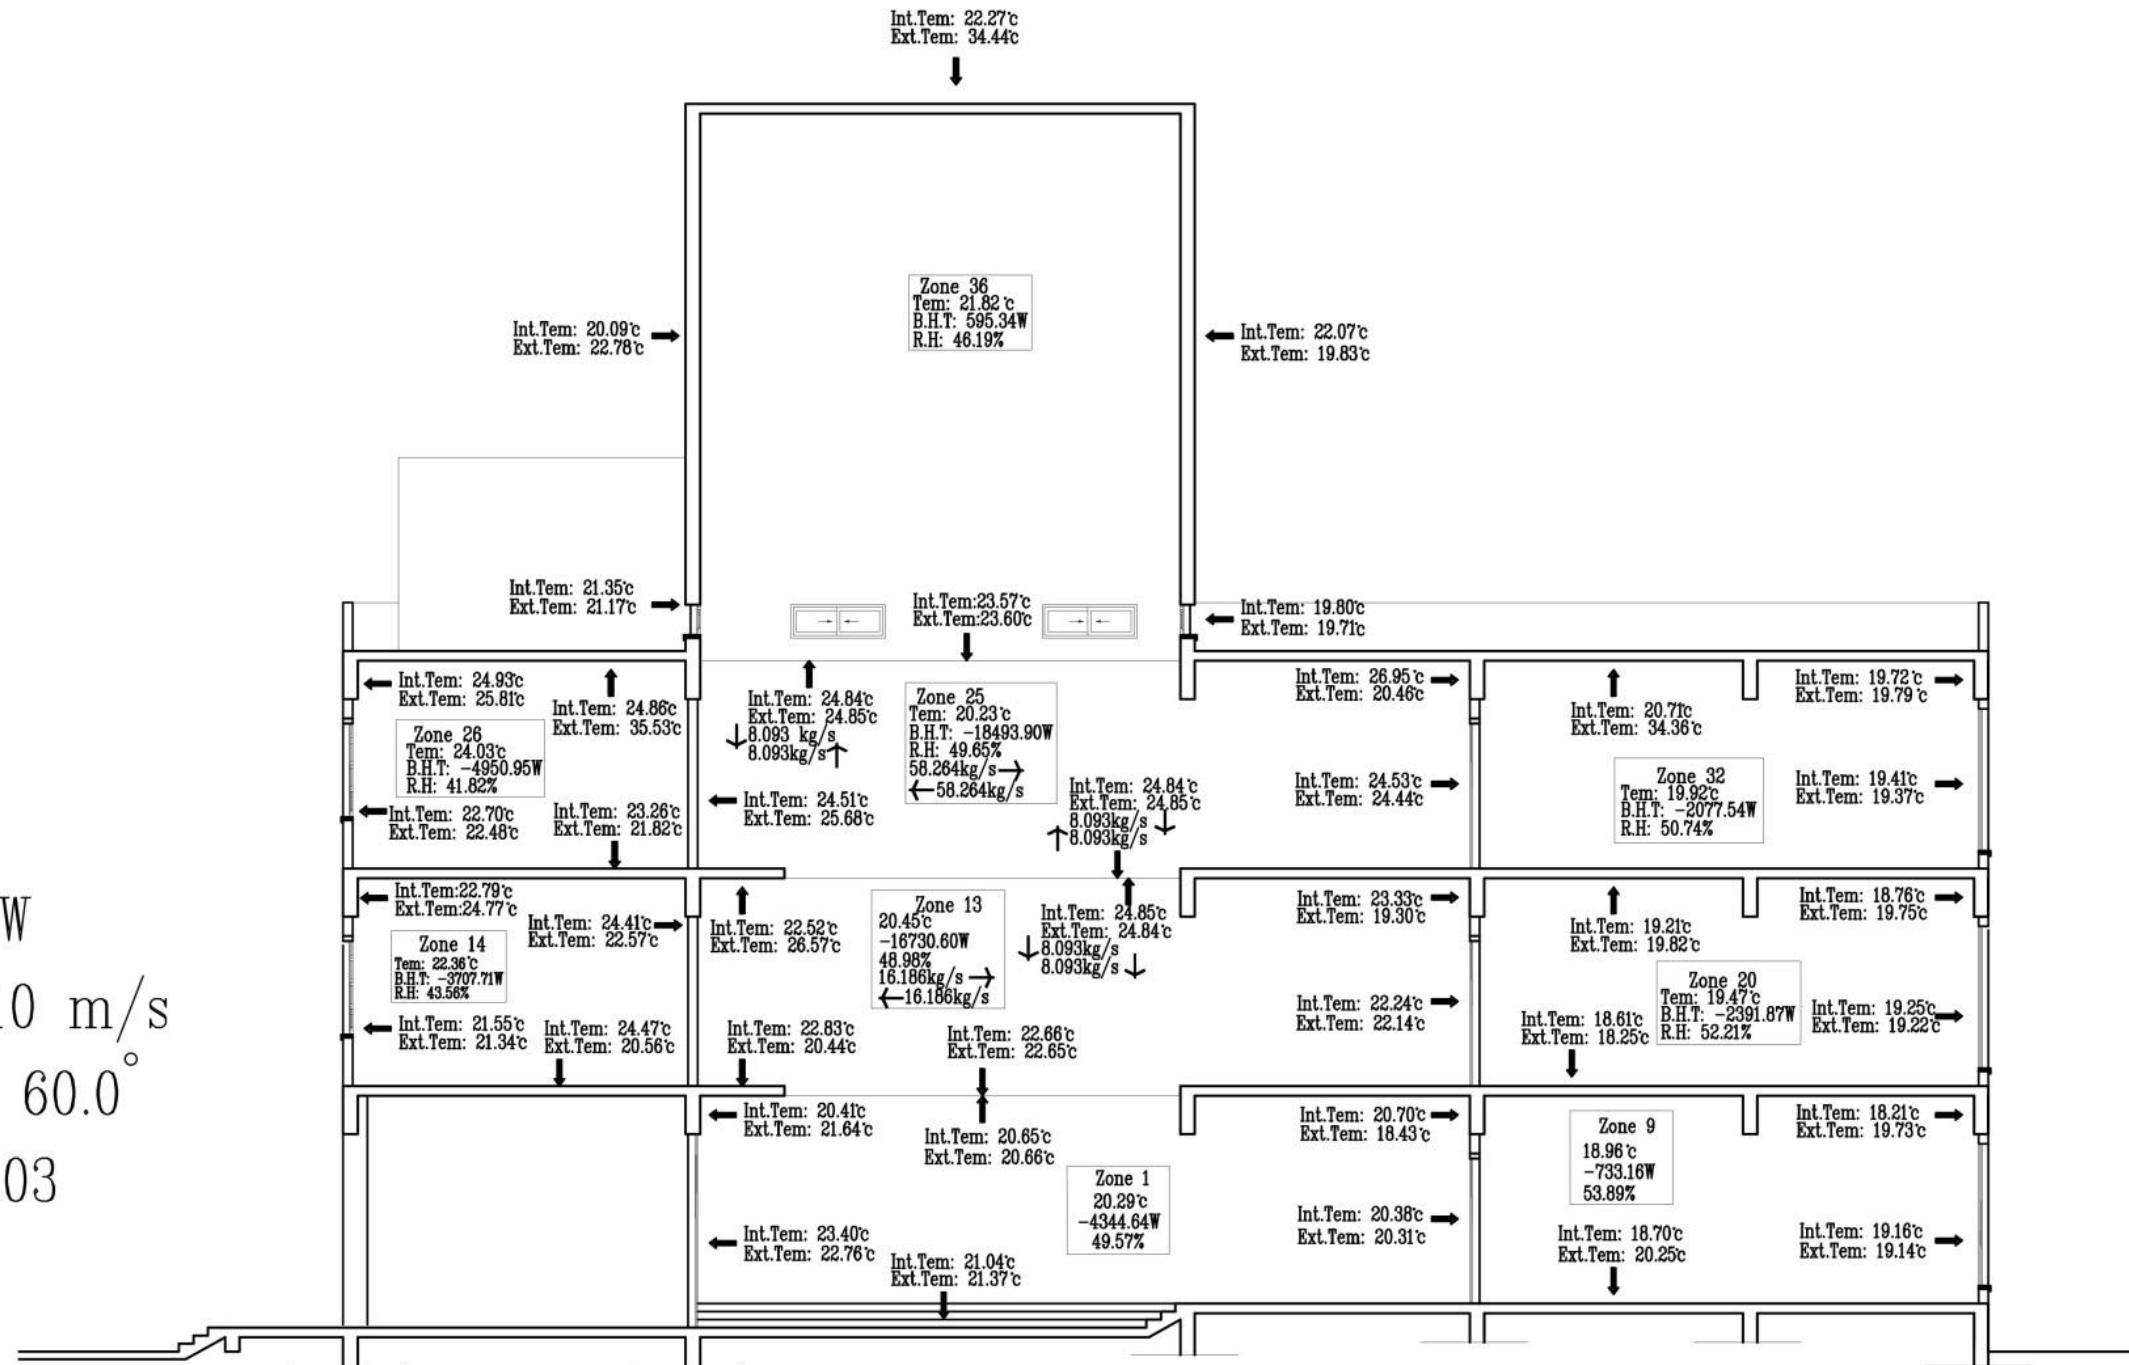 Int.Tem: 22.27℃
Ext.Tem: 34.44℃
Zone 36
Tem: 21.82℃
B.H.T: 595.34W
R.H: 46.19%
Int.Tem: 20.09℃
Ext.Tem: 22.78℃
Int.Tem: 22.07℃
Ext.Tem: 19.83℃
Int.Tem: 21.35℃
Ext.Tem: 21.17℃
Int.Tem:23.57℃
Ext.Tem:23.60℃
Int.Tem: 19.80℃
Ext.Tem: 19.71℃
Int.Tem: 24.93℃
Ext.Tem: 25.81℃
Int.Tem: 24.86℃
Ext.Tem: 35.53℃
Zone 26
Tem: 24.03℃
B.H.T: -4950.95W
R.H: 41.82%
Int.Tem: 22.70℃
Ext.Tem: 22.48℃
Int.Tem: 23.26℃
Ext.Tem: 21.82℃
Int.Tem: 24.84℃
Ext.Tem: 24.85℃
↓8.093 kg/s
8.093kg/s↑
Int.Tem: 24.51℃
Ext.Tem: 25.68℃
Zone 25
Tem: 20.23℃
B.H.T: -18493.90W
R.H: 49.65%
58.264kg/s→
←58.264kg/s
Int.Tem: 24.84℃
Ext.Tem: 24.85℃
8.093kg/s↓
↑8.093kg/s
Int.Tem: 26.95℃
Ext.Tem: 20.46℃
Int.Tem: 24.53℃
Ext.Tem: 24.44℃
Int.Tem: 20.71℃
Ext.Tem: 34.36℃
Zone 32
Tem: 19.92℃
B.H.T: -2077.54W
R.H: 50.74%
Int.Tem: 19.72℃
Ext.Tem: 19.79℃
Int.Tem: 19.41℃
Ext.Tem: 19.37℃
W
10 m/s
60.0°
03
Int.Tem:22.79℃
Ext.Tem:24.77℃
Int.Tem: 24.41℃
Ext.Tem: 22.57℃
Zone 14
Tem: 22.36℃
B.H.T: -3707.71W
R.H: 43.56%
Int.Tem: 21.55℃
Ext.Tem: 21.34℃
Int.Tem: 24.47℃
Ext.Tem: 20.56℃
Int.Tem: 22.52℃
Ext.Tem: 26.57℃
Int.Tem: 22.83℃
Ext.Tem: 20.44℃
Zone 13
20.45℃
-16730.60W
48.98%
16.186kg/s→
←16.186kg/s
Int.Tem: 24.85℃
Ext.Tem: 24.84℃
↓8.093kg/s
8.093kg/s↓
Int.Tem: 22.66℃
Ext.Tem: 22.65℃
Int.Tem: 23.33℃
Ext.Tem: 19.30℃
Int.Tem: 22.24℃
Ext.Tem: 22.14℃
Int.Tem: 19.21℃
Ext.Tem: 19.82℃
Int.Tem: 18.61℃
Ext.Tem: 18.25℃
Zone 20
Tem: 19.47℃
B.H.T: -2391.87W
R.H: 52.21%
Int.Tem: 18.76℃
Ext.Tem: 19.75℃
Int.Tem: 19.25℃
Ext.Tem: 19.22℃
Int.Tem: 20.41℃
Ext.Tem: 21.64℃
Int.Tem: 20.65℃
Ext.Tem: 20.66℃
Zone 1
20.29℃
-4344.64W
49.57%
Int.Tem: 23.40℃
Ext.Tem: 22.76℃
Int.Tem: 21.04℃
Ext.Tem: 21.37℃
Int.Tem: 20.70℃
Ext.Tem: 18.43℃
Int.Tem: 20.38℃
Ext.Tem: 20.31℃
Zone 9
18.96℃
-733.16W
53.89%
Int.Tem: 18.70℃
Ext.Tem: 20.25℃
Int.Tem: 18.21℃
Ext.Tem: 19.73℃
Int.Tem: 19.16℃
Ext.Tem: 19.14℃